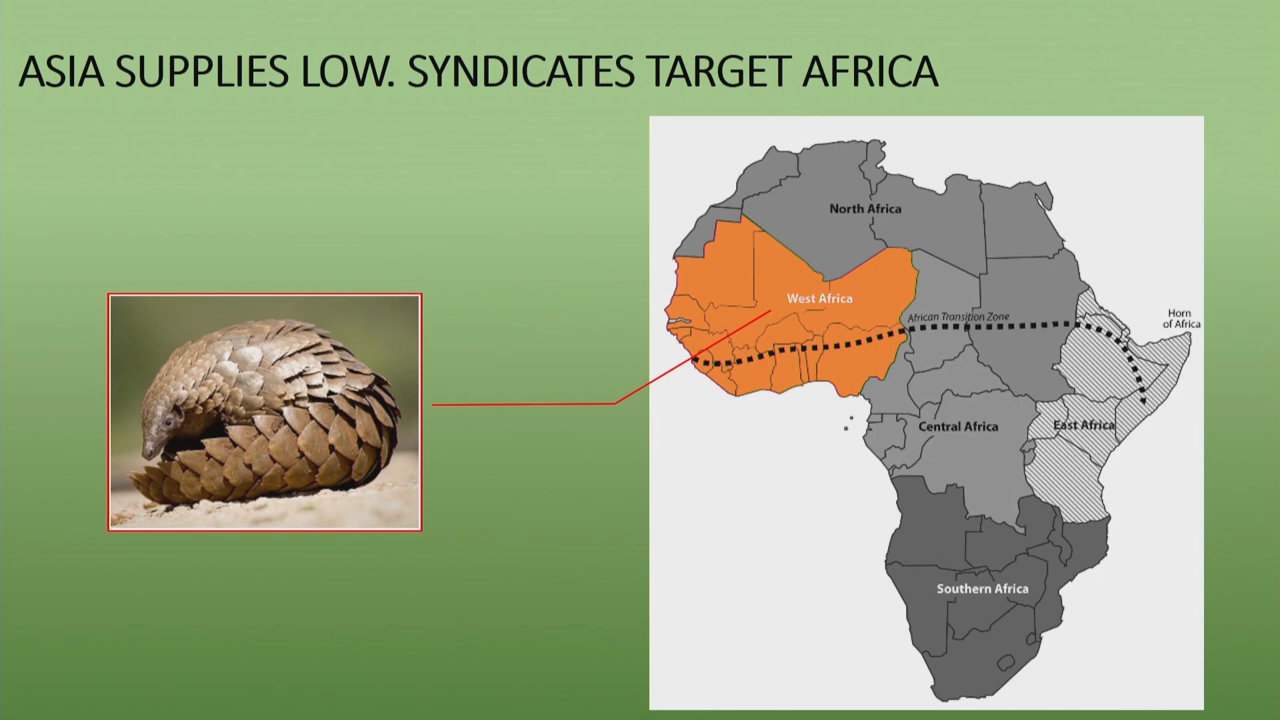 ASIA SUPPLIES LOW. SYNDICATES TARGET AFRICA
North Africa
West Africa
African Transition Zone
Horn
of Africa
Central Africa
East Africa
Southern Africa